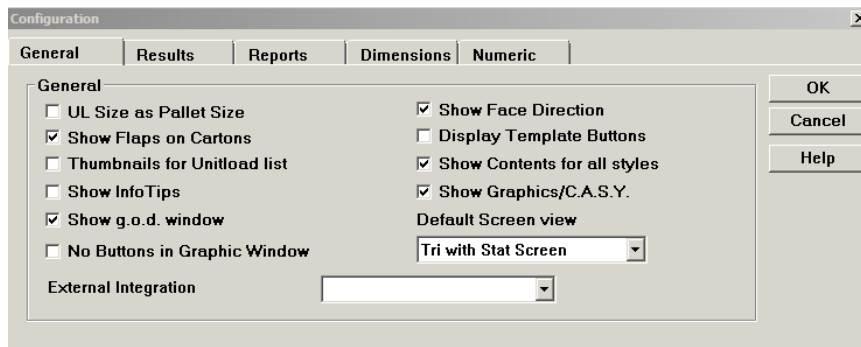 Configuration
General Results Reports Dimensions Numeric
General
UL Size as Pallet Size
Show Flaps on Cartons
Thumbnails for Unitload list
Show InfoTips
Show g.o.d. window
No Buttons in Graphic Window
Show Face Direction
Display Template Buttons
Show Contents for all styles
Show Graphics/C.A.S.Y.
Default Screen view
Tri with Stat Screen
External Integration
OK
Cancel
Help